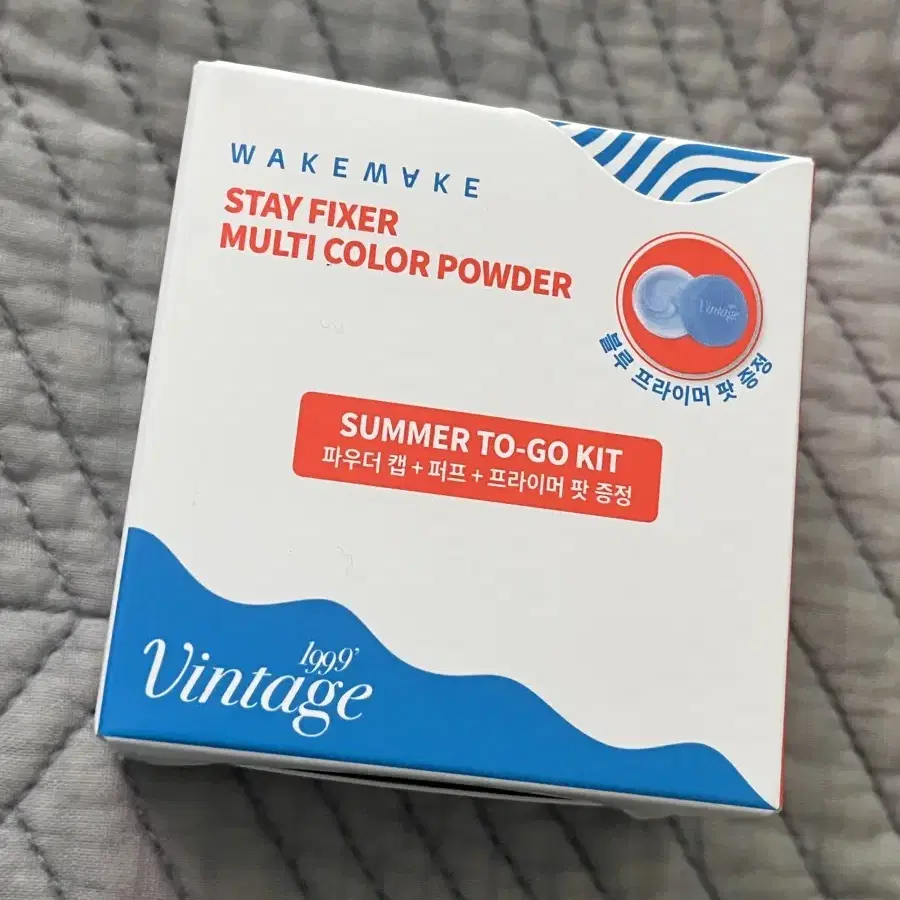 WAKEMAKE
STAY FIXER
MULTI COLOR POWDER
Vintage
블루 프라이머 팟 증정
SUMMER TO-GO KIT
파우더 캡 + 퍼프 + 프라이머 팟 증정
1999'
Vintage